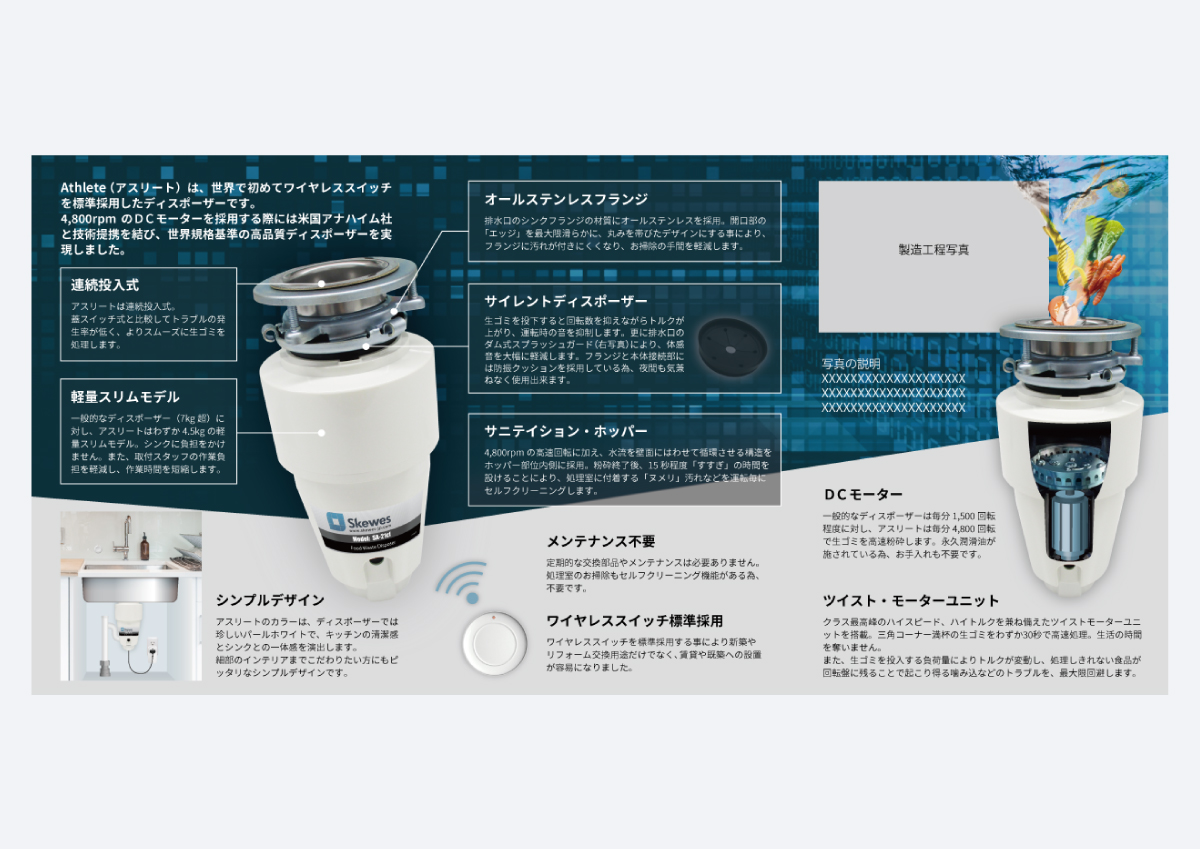 Athlete（アスリート）は、世界で初めてワイヤレススイッチ
を標準採用したディスポーザーです。
4,800rpm のＤＣモーターを採用する際には米国アナハイム社
と技術提携を結び、世界規格基準の高品質ディスポーザーを実
現しました。
連続投入式
アスリートは連続投入式。
蓋スイッチ式と比較してトラブルの発
生率が低く、よりスムーズに生ゴミを
処理します。
軽量スリムモデル
一般的なディスポーザー（7kg 超）に
対し、アスリートはわずか 4.5kg の軽
量スリムモデル。シンクに負担をかけ
ません。また、取付スタッフの作業負
担を軽減し、作業時間を短縮します。
Skewes
www.skewes-jp.com
Food Waste Disposer
シンプルデザイン
アスリートのカラーは、ディスポーザーでは
珍しいパールホワイトで、キッチンの清潔感
とシンクとの一体感を演出します。
細部のインテリアまでこだわりたい方にもピ
ッタリなシンプルデザインです。
オールステンレスフランジ
排水口のシンクフランジの材質にオールステンレスを採用。開口部の
「エッジ」を最大限滑らかに、丸みを帯びたデザインにする事により、
フランジに汚れが付きにくくなり、お掃除の手間を軽減します。
サイレントディスポーザー
生ゴミを投下すると回転数を抑えながらトルクが
上がり、運転時の音を抑制します。更に排水口の
ダム式スプラッシュガード（右写真）により、体感
音を大幅に軽減します。フランジと本体接続部に
は防振クッションを採用している為、夜間も気兼
ねなく使用出来ます。
サニテイション・ホッパー
4,800rpm の高速回転に加え、水流を壁面にはわせて循環させる構造を
ホッパー部位内側に採用。粉砕終了後、15 秒程度「すすぎ」の時間を
設けることにより、処理室に付着する「ヌメリ」汚れなどを運転毎に
セルフクリーニングします。
メンテナンス不要
定期的な交換部品やメンテナンスは必要ありません。
処理室のお掃除もセルフクリーニング機能がある為、
不要です。
ワイヤレススイッチ標準採用
ワイヤレススイッチを標準採用する事により新築や
リフォーム交換用途だけでなく、賃貸や既築への設置
が容易になりました。
製造工程写真
写真の説明
XXXXXXXXXXXXXXXXXXXX
XXXXXXXXXXXXXXXXXXXX
XXXXXXXXXXXXXXXXXXXX
ＤＣモーター
一般的なディスポーザーは毎分 1,500 回転
程度に対し、アスリートは毎分 4,800 回転
で生ゴミを高速粉砕します。永久潤滑油が
施されている為、お手入れも不要です。
ツイスト・モーターユニット
クラス最高峰のハイスピード、ハイトルクを兼ね備えたツイストモーターユニ
ットを搭載。三角コーナー満杯の生ゴミをわずか30秒で高速処理。生活の時間
を奪いません。
また、生ゴミを投入する負荷量によりトルクが変動し、処理しきれない食品が
回転盤に残ることで起こり得る噛み込などのトラブルを、最大限回避します。